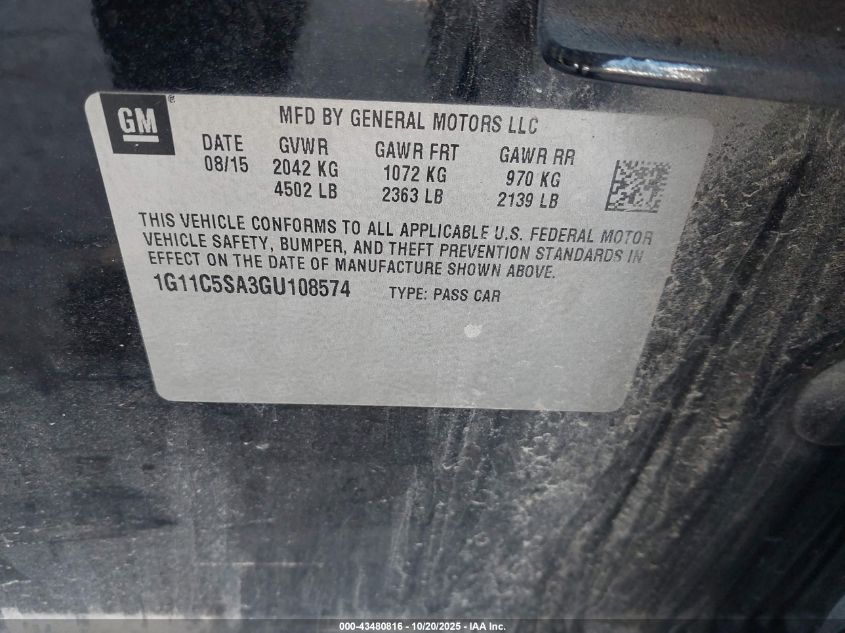 GM ®
MFD BY GENERAL MOTORS LLC
DATE GVWR GAWR FRT GAWR RR
08/15 2042 KG 1072 KG 970 KG
4502 LB 2363 LB 2139 LB
THIS VEHICLE CONFORMS TO ALL APPLICABLE U.S. FEDERAL MOTOR
VEHICLE SAFETY, BUMPER, AND THEFT PREVENTION STANDARDS IN
EFFECT ON THE DATE OF MANUFACTURE SHOWN ABOVE.
1G11C5SA3GU108574 TYPE: PASS CAR
000-43480816 - 10/20/2025 - IAA Inc.